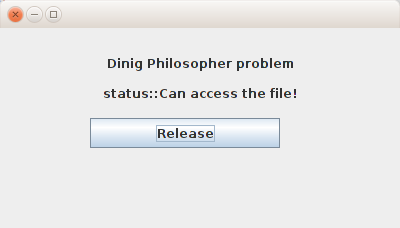 Dinig Philosopher problem
status::Can access the file!
Release